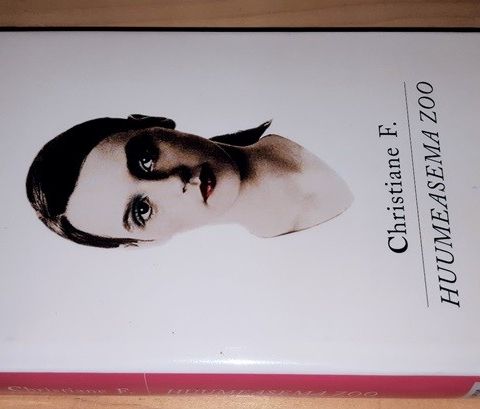 Christiane F.
HUUMEASEMA ZOO
Christiane F. HUUMEASEMA ZOO